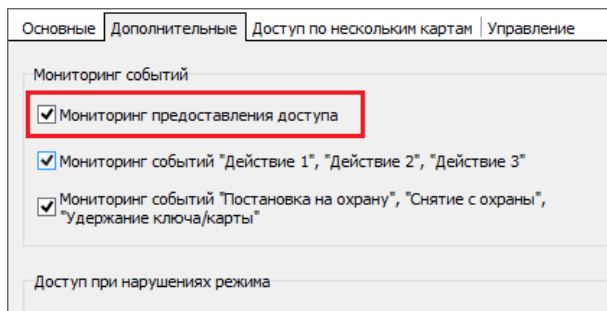 Основные Дополнительные Доступ по нескольким картам Управление
Мониторинг событий
Мониторинг предоставления доступа
Мониторинг событий "Действие 1", "Действие 2", "Действие 3"
Мониторинг событий "Постановка на охрану", "Снятие с охраны",
"Удержание ключа/карты"
Доступ при нарушениях режима